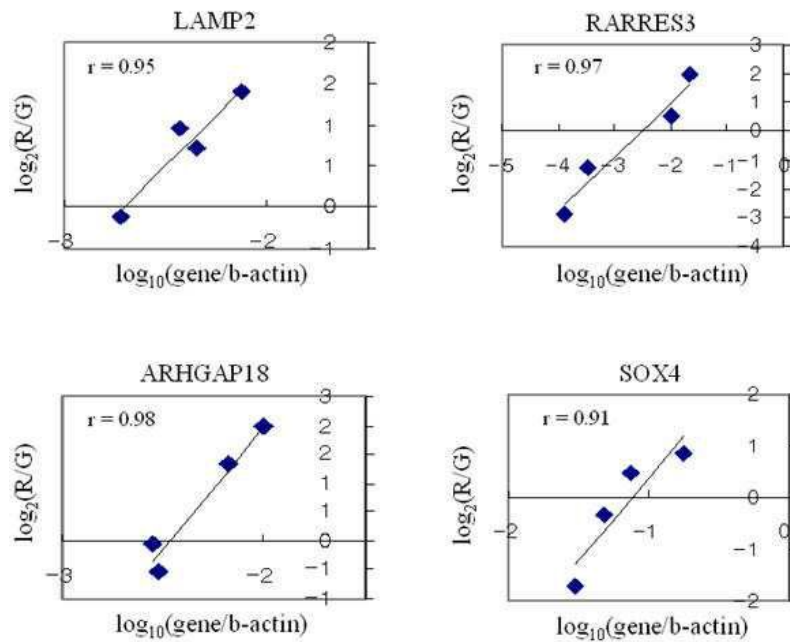 LAMP2
r = 0.95
log₂(R/G)
2
2
1
1
0
-1
-3
-2
log₁₀(gene/b-actin)
RARRES3
r = 0.97
log₂(R/G)
3
2
1
0
-1
-2
-3
-4
-5
-4
-3
-2
-1
0
log₁₀(gene/b-actin)
ARHGAP18
r = 0.98
log₂(R/G)
3
2
2
1
1
0
-1
-1
-3
-2
log₁₀(gene/b-actin)
SOX4
r = 0.91
log₂(R/G)
2
1
0
-1
-2
-2
-1
0
log₁₀(gene/b-actin)